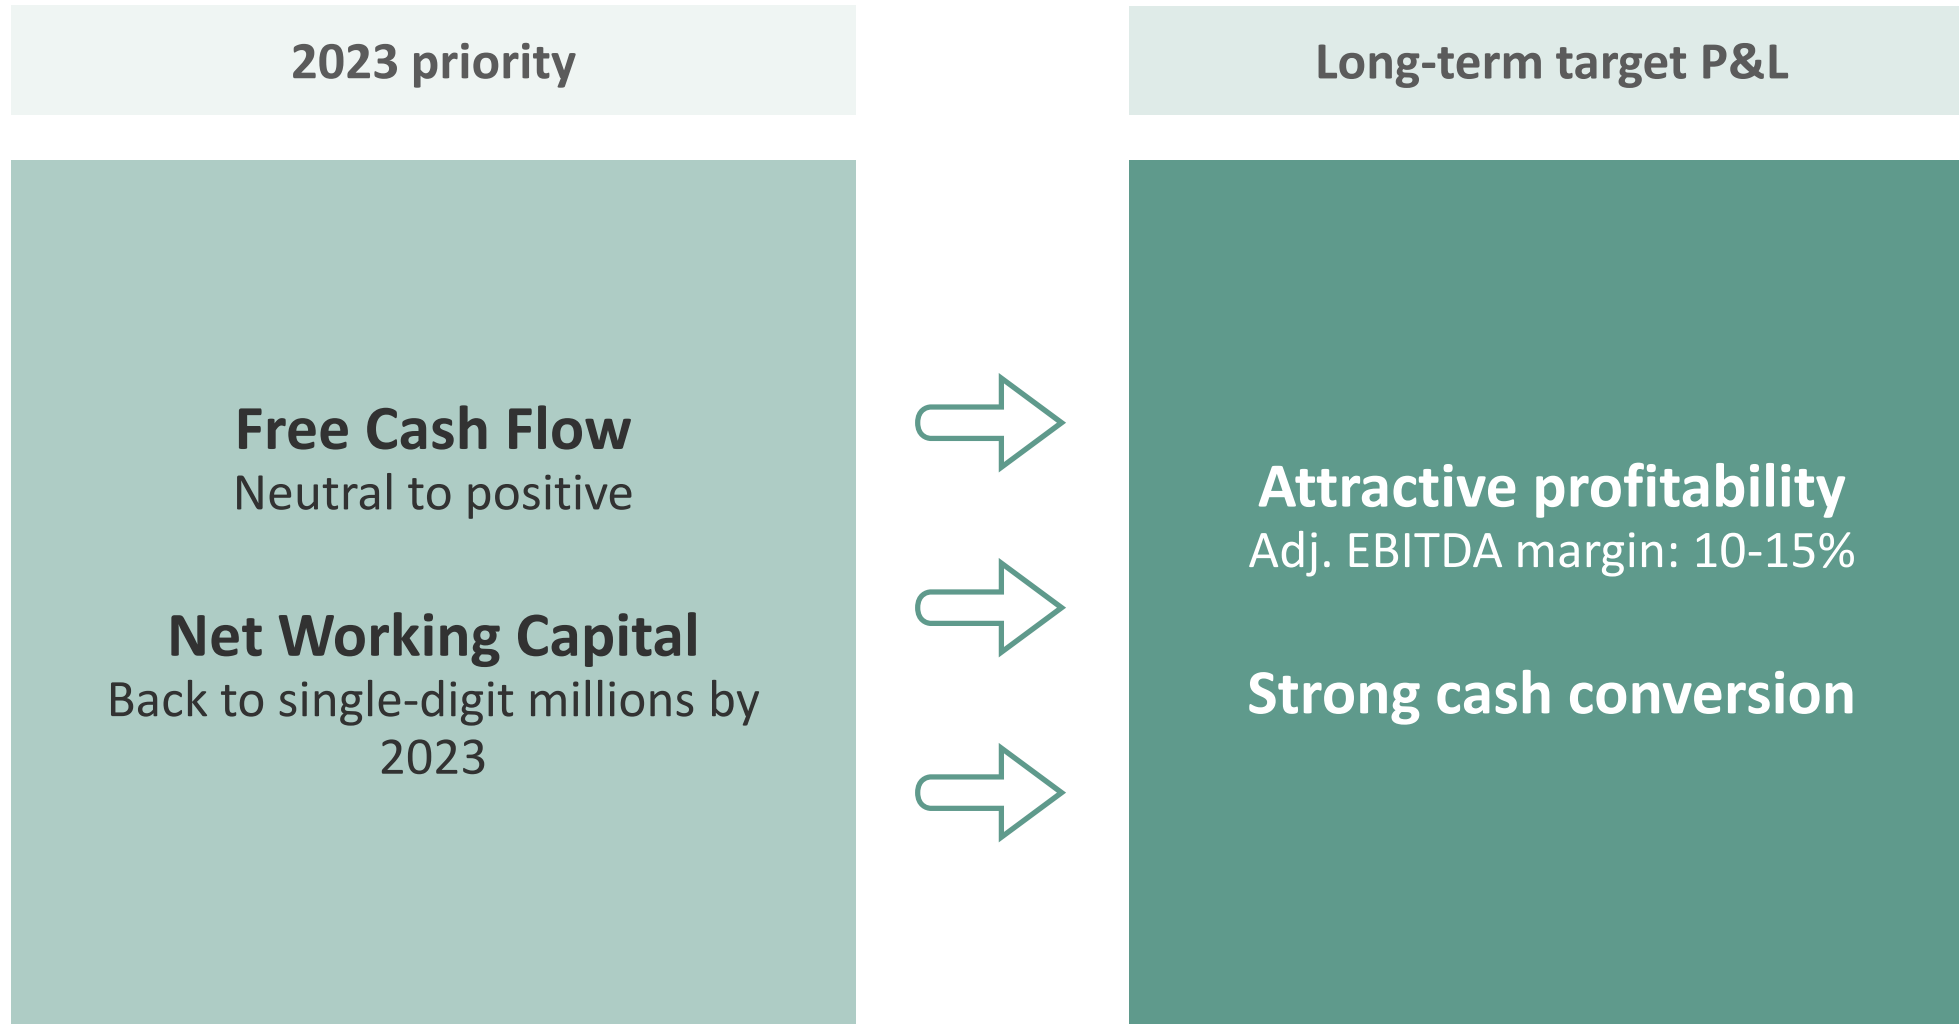 2023 priority
Free Cash Flow
Neutral to positive
Net Working Capital
Back to single-digit millions by
2023
Long-term target P&L
Attractive profitability
Adj. EBITDA margin: 10-15%
Strong cash conversion